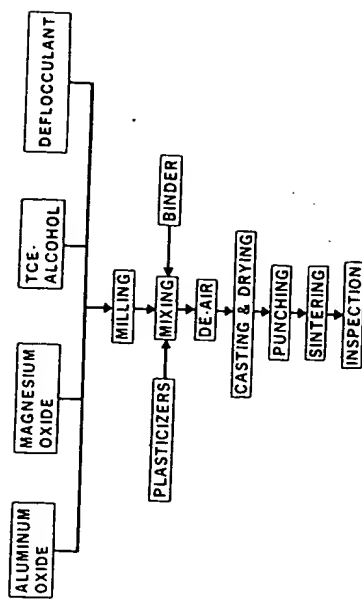 ALUMINUM
OXIDE
MAGNESIUM
OXIDE
TCE-
ALCOHOL
DEFLOCCULANT
MILLING
PLASTICIZERS
MIXING
BINDER
DE-AIR
CASTING & DRYING
PUNCHING
SINTERING
INSPECTION